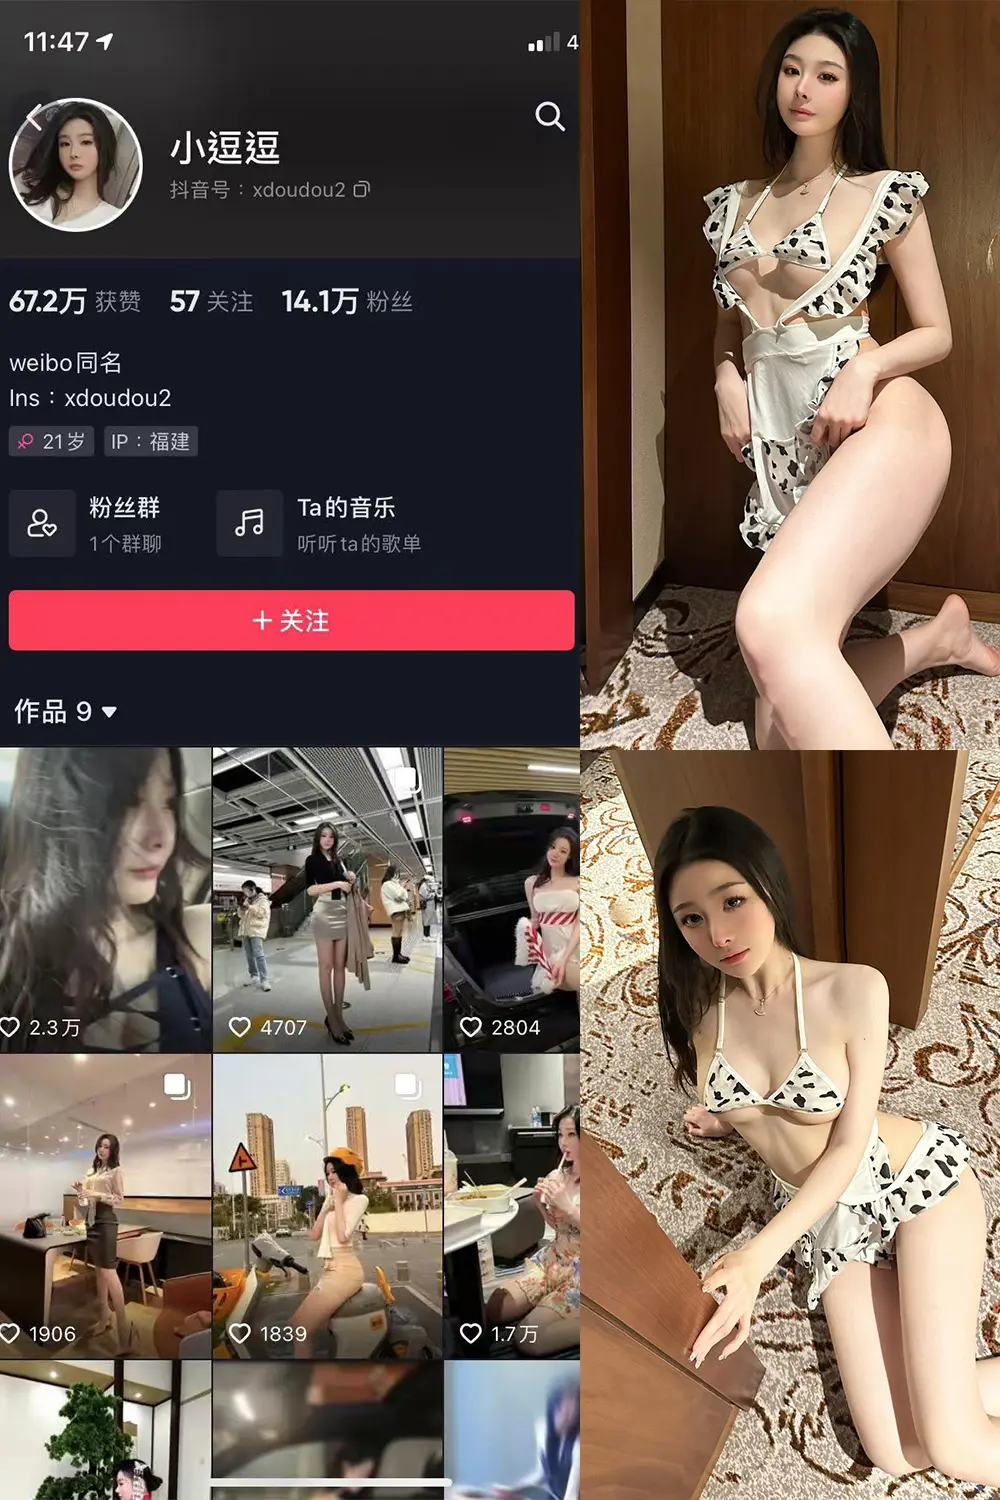 11:47
4
小逗逗
抖音号：xdoudou2
67.2万 获赞 57 关注 14.1万 粉丝
weibo同名
Ins：xdoudou2
21岁 IP：福建
粉丝群
1个群聊
Ta的音乐
听听ta的歌单
+ 关注
作品 9
2.3万
4707
2804
1906
1839
1.7万